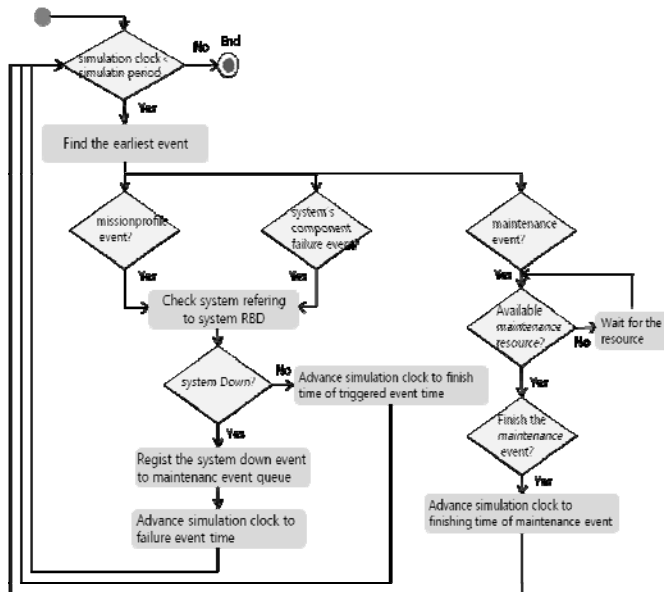 No
End
simulation clock <
simulatin period
Yes
Find the earliest event
missionprofile
event?
system's
component
failure event?
maintenance
event?
Yes
Yes
Yes
Check system refering
to system RBD
Available
maintenance
resource?
No
Wait for the
resource
system Down?
No
Advance simulation clock to finish
time of triggered event time
Yes
Yes
Finish the
maintenance
event?
Regist the system down event
to maintenanc event queue
Yes
Advance simulation clock to
failure event time
Advance simulation clock to
finishing time of maintenance event